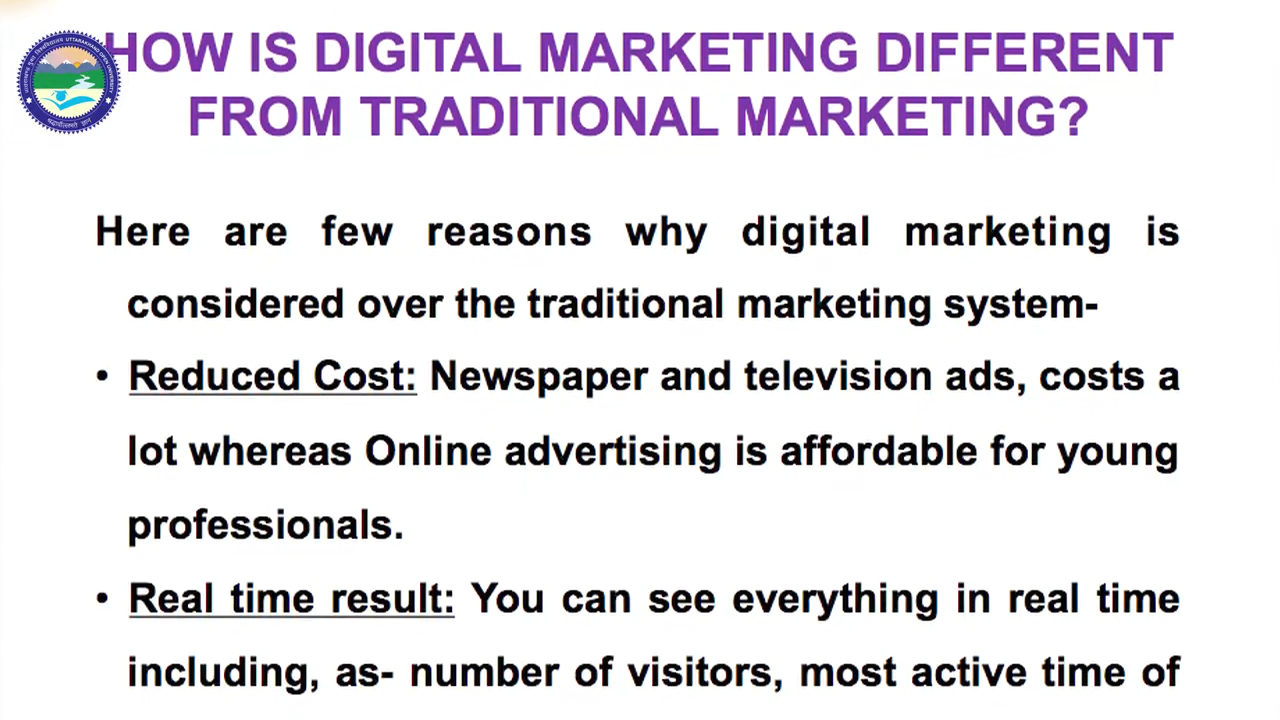 HOW IS DIGITAL MARKETING DIFFERENT
FROM TRADITIONAL MARKETING?
Here are few reasons why digital marketing is
considered over the traditional marketing system-
• Reduced Cost: Newspaper and television ads, costs a
lot whereas Online advertising is affordable for young
professionals.
• Real time result: You can see everything in real time
including, as- number of visitors, most active time of